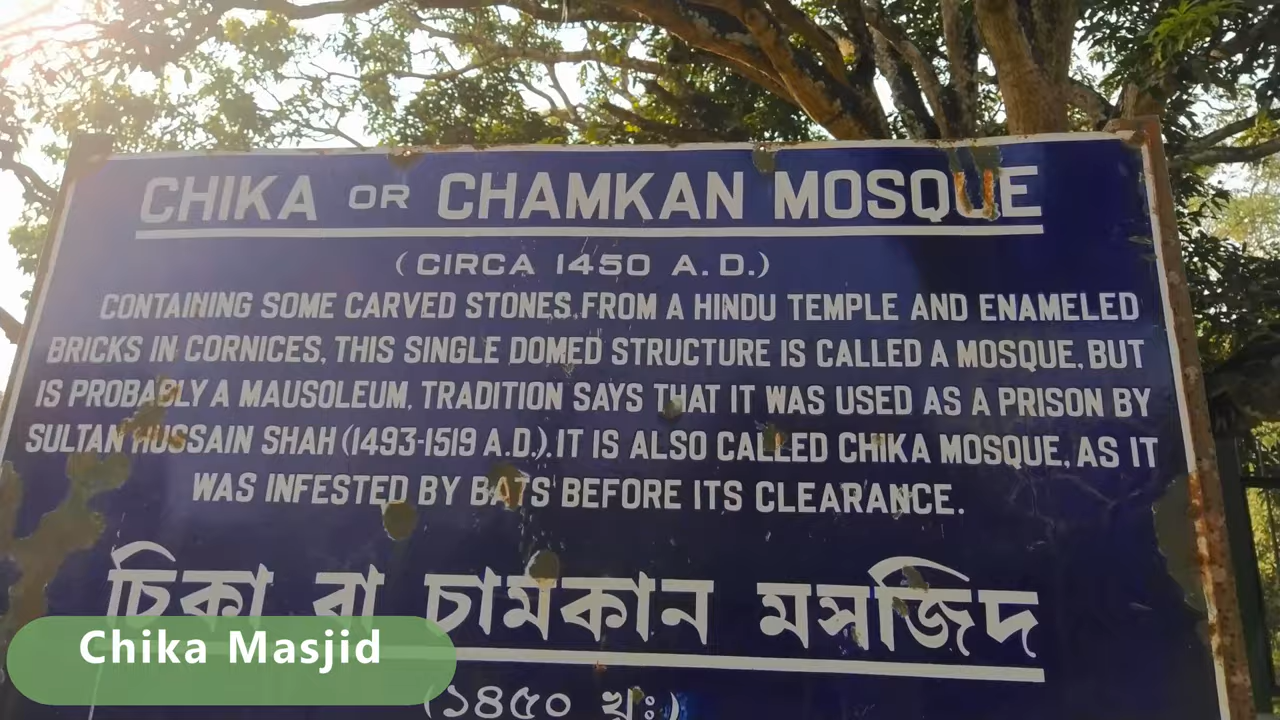 CHIKA OR CHAMKAN MOSQUE
(CIRCA 1450 A.D.)
CONTAINING SOME CARVED STONES, FROM A HINDU TEMPLE AND ENAMELED
BRICKS IN CORNICES, THIS SINGLE DOMED STRUCTURE IS CALLED A MOSQUE, BUT
IS PROBABLY A MAUSOLEUM, TRADITION SAYS THAT IT WAS USED AS A PRISON BY
SULTAN HUSSAIN SHAH (1493-1519 A.D.). IT IS ALSO CALLED CHIKA MOSQUE, AS IT
WAS INFESTED BY BATS BEFORE ITS CLEARANCE.
চিকা বা চামকান মসজিদ
(১৪৫০ খৃঃ)
Chika Masjid